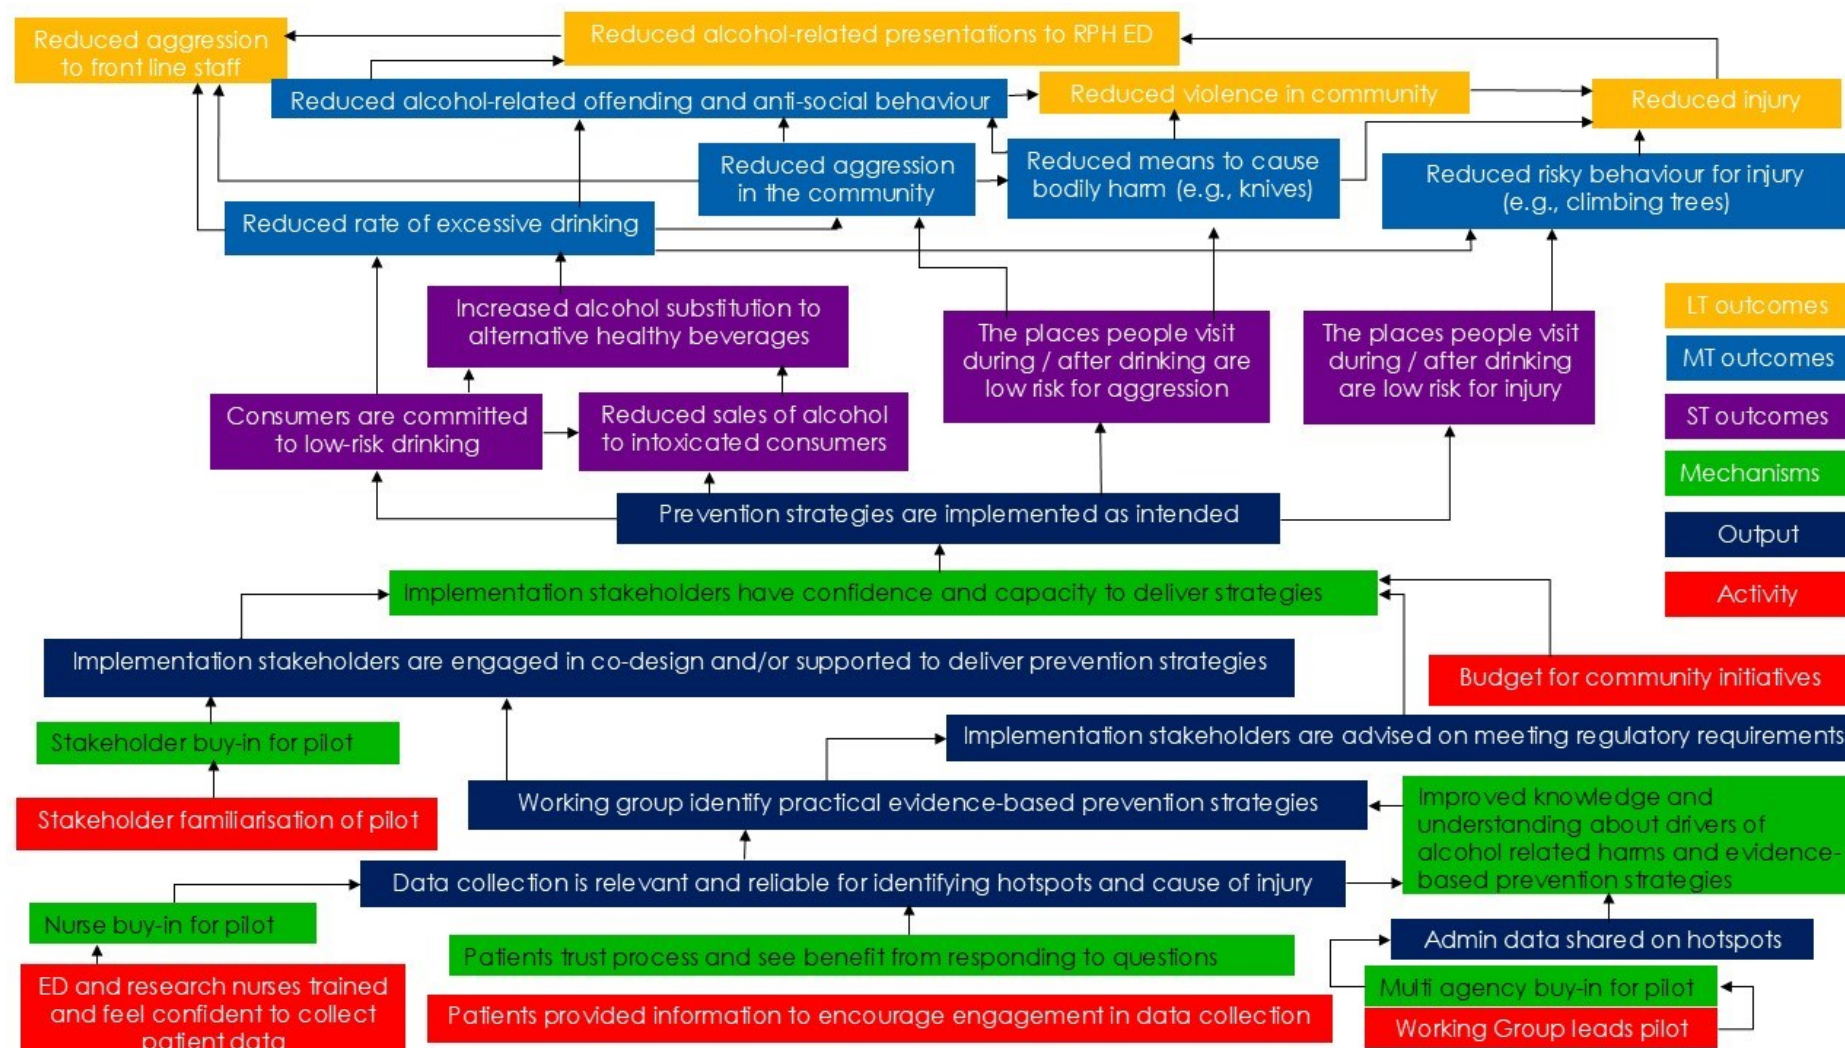 Reduced aggression
to front line staff
Reduced alcohol-related presentations to RPH ED
Reduced alcohol-related offending and anti-social behaviour
Reduced violence in community
Reduced injury
Reduced aggression
in the community
Reduced means to cause
bodily harm (e.g., knives)
Reduced risky behaviour for injury
(e.g., climbing trees)
Reduced rate of excessive drinking
Increased alcohol substitution to
alternative healthy beverages
The places people visit
during / after drinking are
low risk for aggression
The places people visit
during / after drinking
are low risk for injury
LT outcomes
MT outcomes
ST outcomes
Mechanisms
Output
Activity
Consumers are committed
to low-risk drinking
Reduced sales of alcohol
to intoxicated consumers
Prevention strategies are implemented as intended
Implementation stakeholders have confidence and capacity to deliver strategies
Implementation stakeholders are engaged in co-design and/or supported to deliver prevention strategies
Budget for community initiatives
Stakeholder buy-in for pilot
Implementation stakeholders are advised on meeting regulatory requirements
Stakeholder familiarisation of pilot
Working group identify practical evidence-based prevention strategies
Improved knowledge and
understanding about drivers of
alcohol related harms and evidence-
based prevention strategies
Data collection is relevant and reliable for identifying hotspots and cause of injury
Nurse buy-in for pilot
Patients trust process and see benefit from responding to questions
Admin data shared on hotspots
ED and research nurses trained
and feel confident to collect
patient data
Patients provided information to encourage engagement in data collection
Multi agency buy-in for pilot
Working Group leads pilot